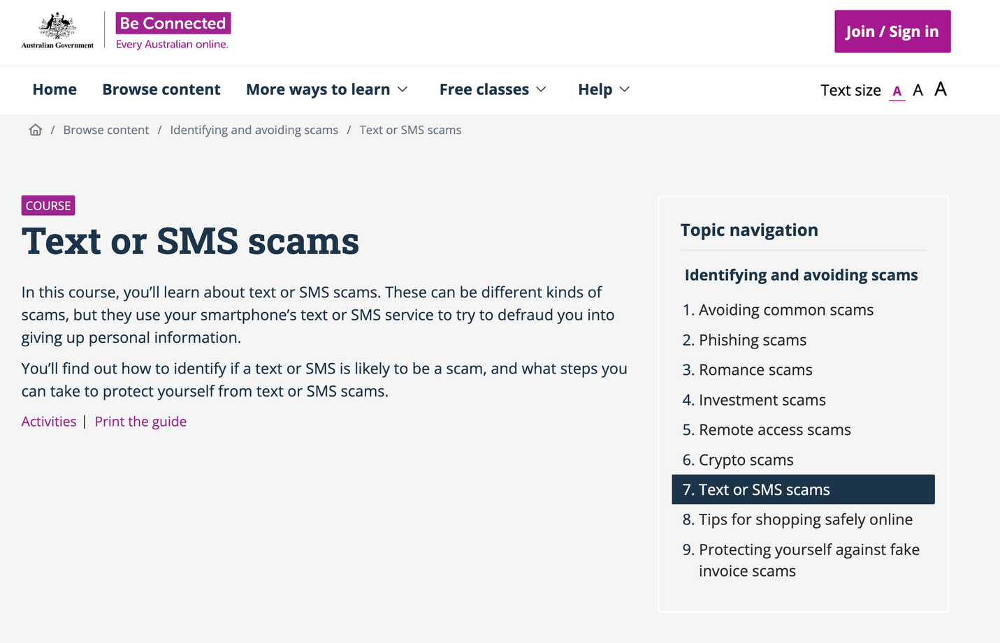 Australian Government
Be Connected
Every Australian online.
Join / Sign in
Home
Browse content
More ways to learn
Free classes
Help
Text size A A A
/ Browse content / Identifying and avoiding scams / Text or SMS scams
COURSE
Text or SMS scams
In this course, you’ll learn about text or SMS scams. These can be different kinds of
scams, but they use your smartphone’s text or SMS service to try to defraud you into
giving up personal information.
You’ll find out how to identify if a text or SMS is likely to be a scam, and what steps you
can take to protect yourself from text or SMS scams.
Activities | Print the guide
Topic navigation
Identifying and avoiding scams
1. Avoiding common scams
2. Phishing scams
3. Romance scams
4. Investment scams
5. Remote access scams
6. Crypto scams
7. Text or SMS scams
8. Tips for shopping safely online
9. Protecting yourself against fake
invoice scams